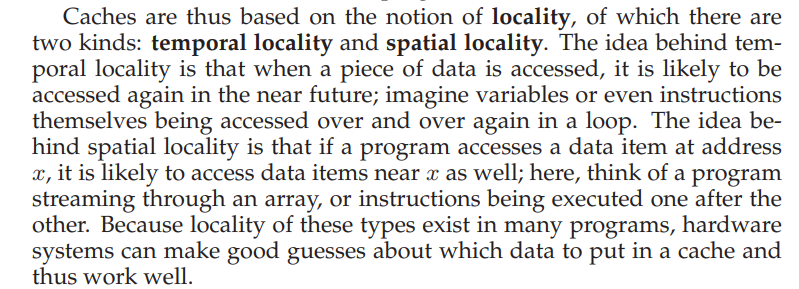 Caches are thus based on the notion of locality, of which there are
two kinds: temporal locality and spatial locality. The idea behind tem-
poral locality is that when a piece of data is accessed, it is likely to be
accessed again in the near future; imagine variables or even instructions
themselves being accessed over and over again in a loop. The idea be-
hind spatial locality is that if a program accesses a data item at address
x, it is likely to access data items near x as well; here, think of a program
streaming through an array, or instructions being executed one after the
other. Because locality of these types exist in many programs, hardware
systems can make good guesses about which data to put in a cache and
thus work well.